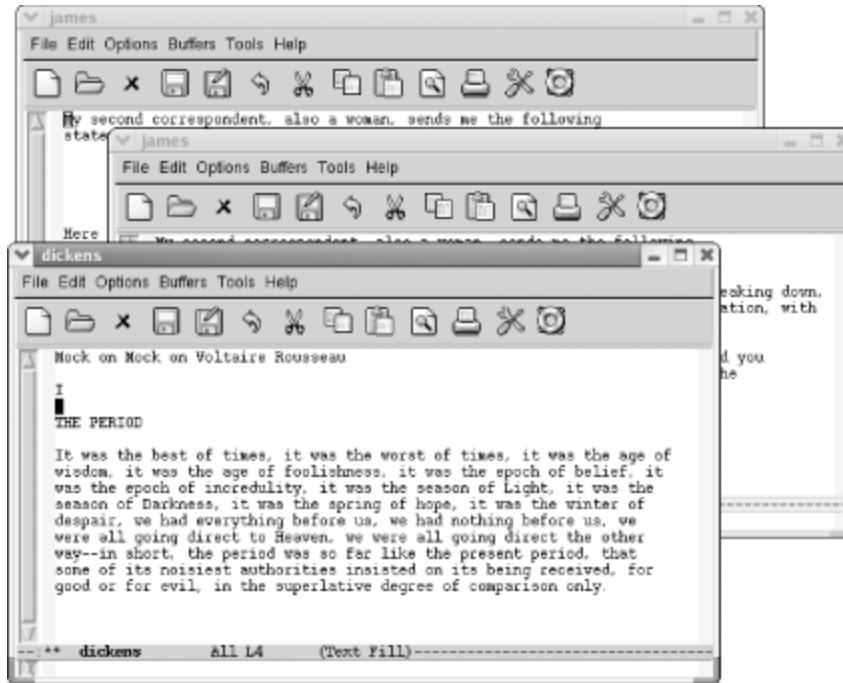 james
File Edit Options Buffers Tools Help
My second correspondent, also a woman, sends me the following
state
Here
james
File Edit Options Buffers Tools Help
My second correspondent, also a woman, sends me the following
eaking down,
ation, with
d you
he
dickens
File Edit Options Buffers Tools Help
Mock on Mock on Voltaire Rousseau
I
THE PERIOD
It was the best of times, it was the worst of times, it was the age of
wisdom, it was the age of foolishness, it was the epoch of belief, it
was the epoch of incredulity, it was the season of Light, it was the
season of Darkness, it was the spring of hope, it was the winter of
despair, we had everything before us, we had nothing before us, we
were all going direct to Heaven, we were all going direct the other
way--in short, the period was so far like the present period, that
some of its noisiest authorities insisted on its being received, for
good or for evil, in the superlative degree of comparison only.
--:** dickens All L4 (Text Fill)-----------------------------------